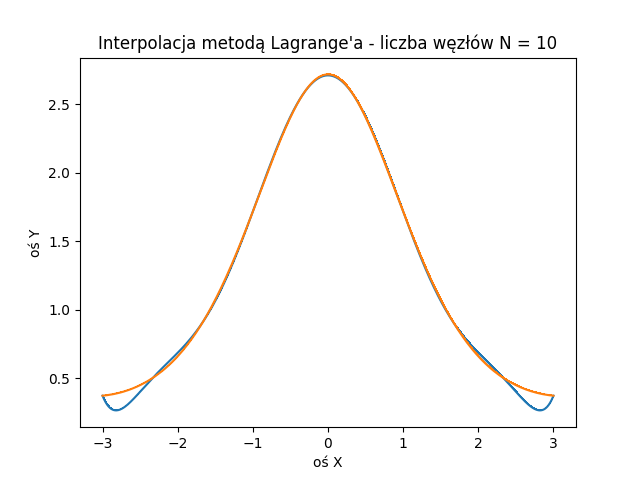 Interpolacja metodą Lagrange'a - liczba węzłów N = 10
2.5
2.0
1.5
1.0
0.5
oś Y
−3 −2 −1 0 1 2 3
oś X